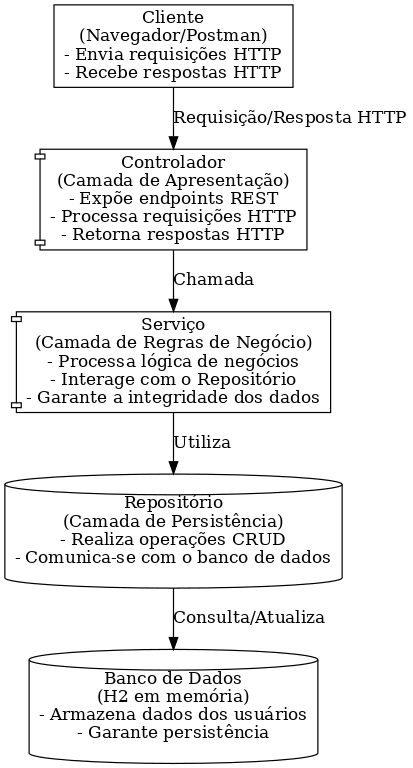 Cliente
(Navegador/Postman)
- Envia requisições HTTP
- Recebe respostas HTTP
Requisição/Resposta HTTP
Controlador
(Camada de Apresentação)
- Expõe endpoints REST
- Processa requisições HTTP
- Retorna respostas HTTP
Chamada
Serviço
(Camada de Regras de Negócio)
- Processa lógica de negócios
- Interage com o Repositório
- Garante a integridade dos dados
Utiliza
Repositório
(Camada de Persistência)
- Realiza operações CRUD
- Comunica-se com o banco de dados
Consulta/Atualiza
Banco de Dados
(H2 em memória)
- Armazena dados dos usuários
- Garante persistência